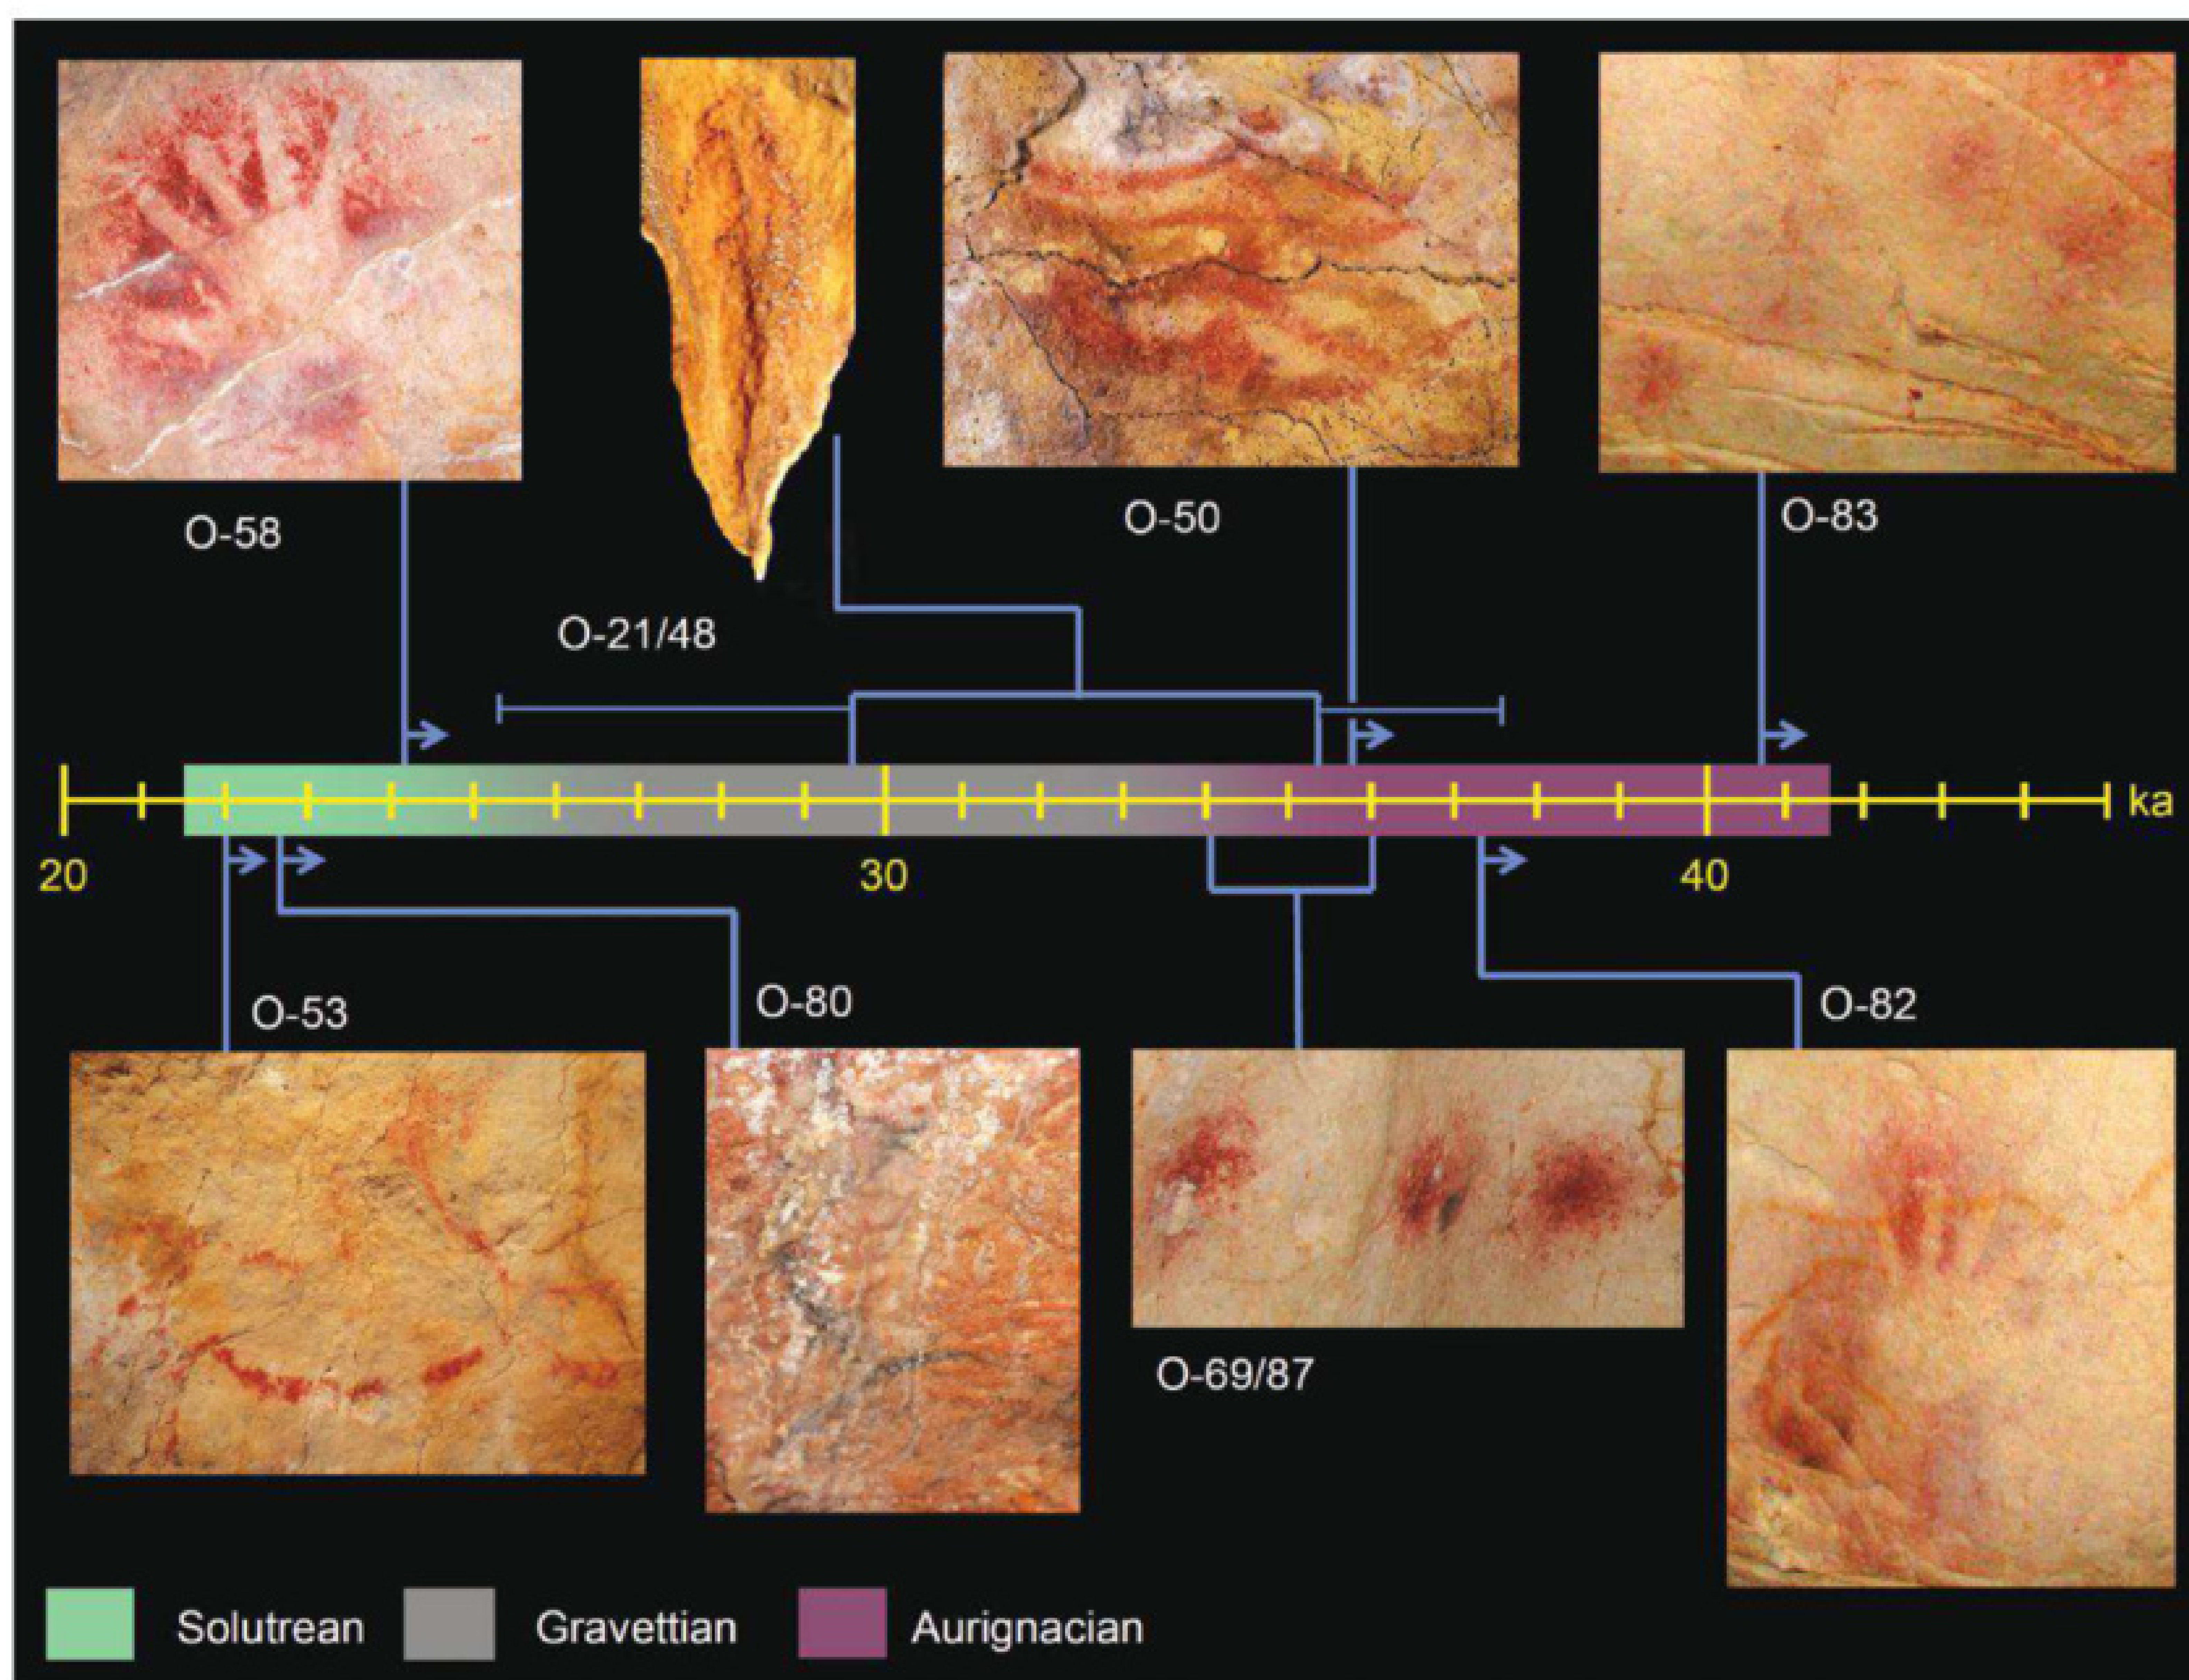 O-58
O-21/48
O-50
O-83
ka
20
30
40
O-53
O-80
O-82
O-69/87
Solutrean
Gravettian
Aurignacian